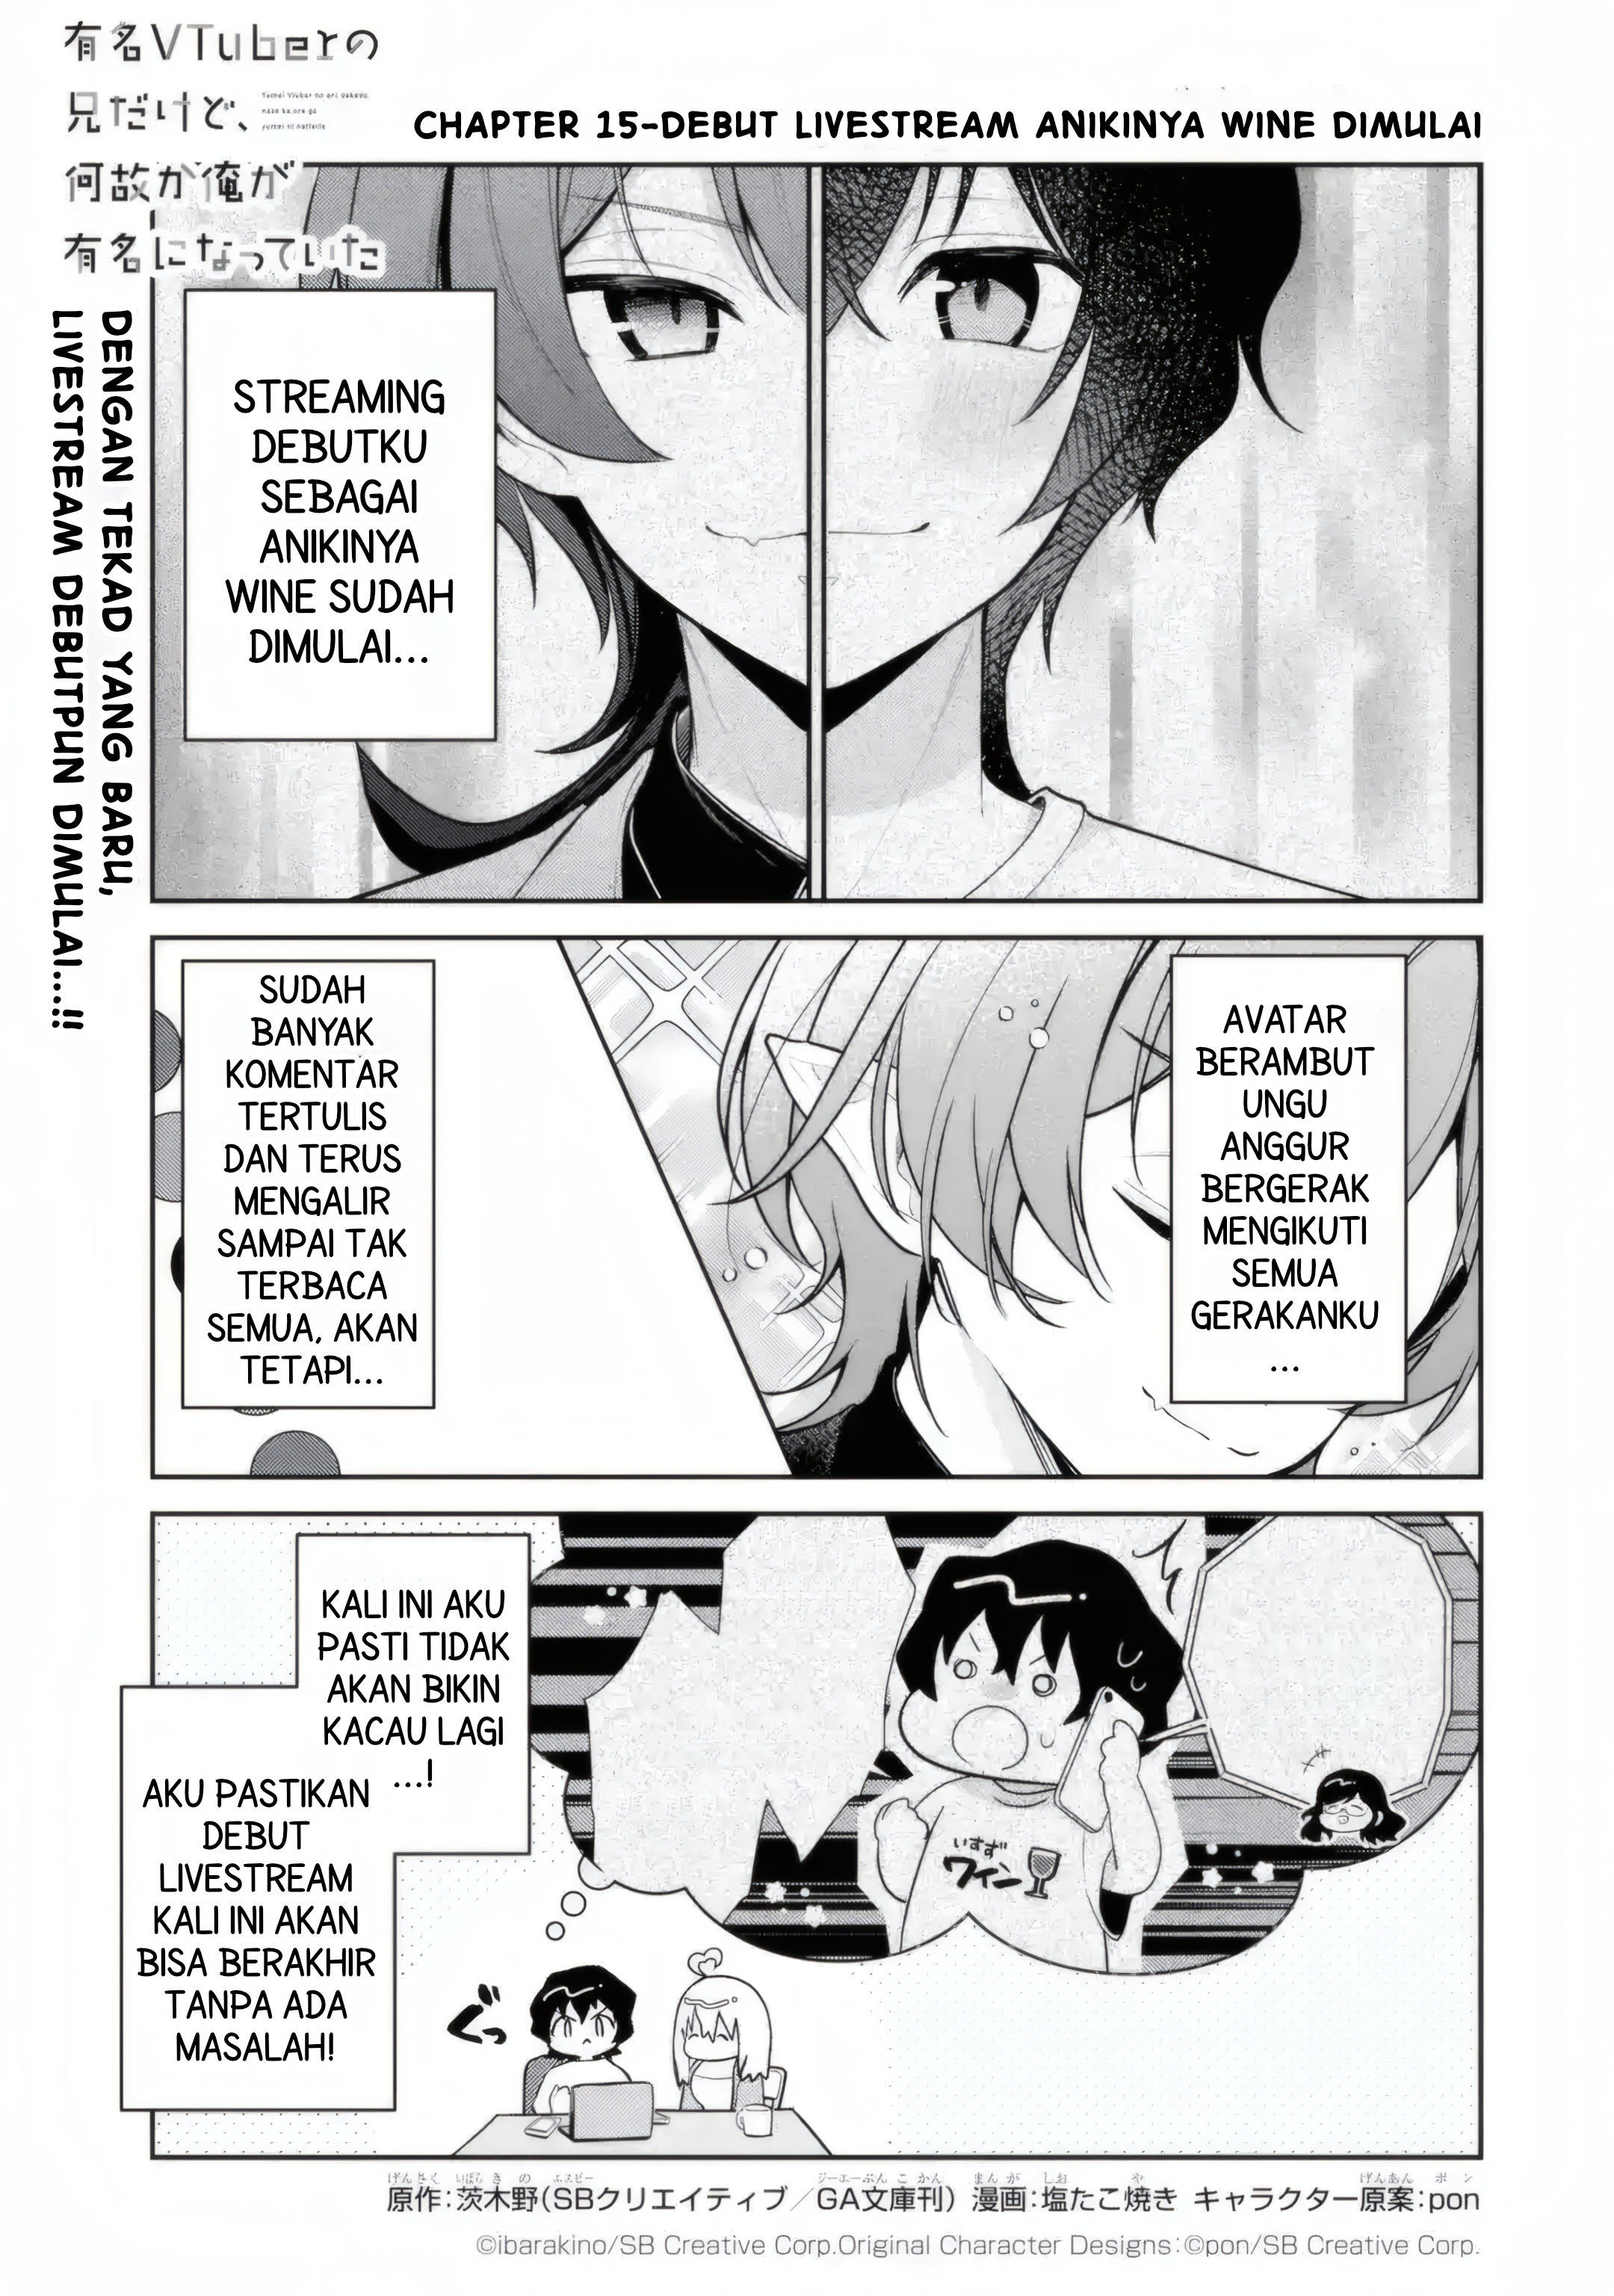 有名VTuberの
兄だけど、
何故か俺が
有名になっていた
CHAPTER 15-DEBUT LIVESTREAM ANIKINYA WINE DIMULAI
DENGAN TEKAD YANG BARU,
LIVESTREAM DEBUTPUN DIMULAI...!!
STREAMING
DEBUTKU
SEBAGAI
ANIKINYA
WINE SUDAH
DIMULAI...
AVATAR
BERAMBUT
UNGU
ANGGUR
BERGERAK
MENGIKUTI
SEMUA
GERAKANKU
...
SUDAH
BANYAK
KOMENTAR
TERTULIS
DAN TERUS
MENGALIR
SAMPAI TAK
TERBACA
SEMUA, AKAN
TETAPI...
いすず
ワイン
KALI INI AKU
PASTI TIDAK
AKAN BIKIN
KACAU LAGI
...!
AKU PASTIKAN
DEBUT
LIVESTREAM
KALI INI AKAN
BISA BERAKHIR
TANPA ADA
MASALAH!
ぐっ
原作:茨木野(SBクリエイティブ/GA文庫刊) 漫画:塩たこ焼き キャラクター原案:pon
©ibarakino/SB Creative Corp.Original Character Designs:©pon/SB Creative Corp.